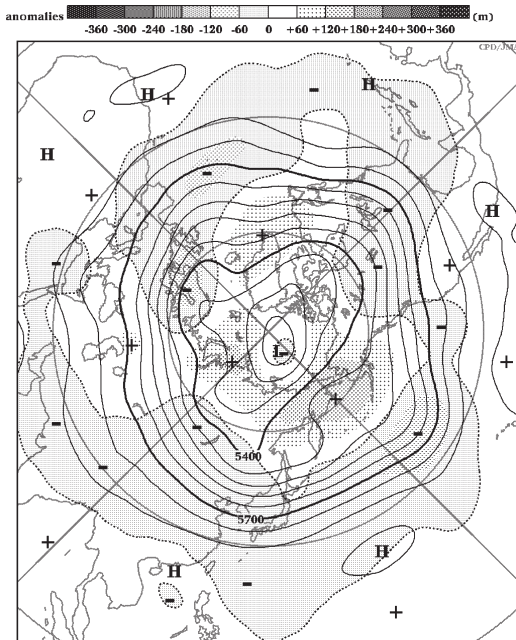 anomalies (m)
-360 -300 -240 -180 -120 -60 0 +60 +120 +180 +240 +300 +360
CPD/JMA
H +
H -
H
-
+
-
H
+
-
-
+
-
-
+
L
-
+
+
+
-
-
-
5400
-
5700
+
H
H
-
-
+